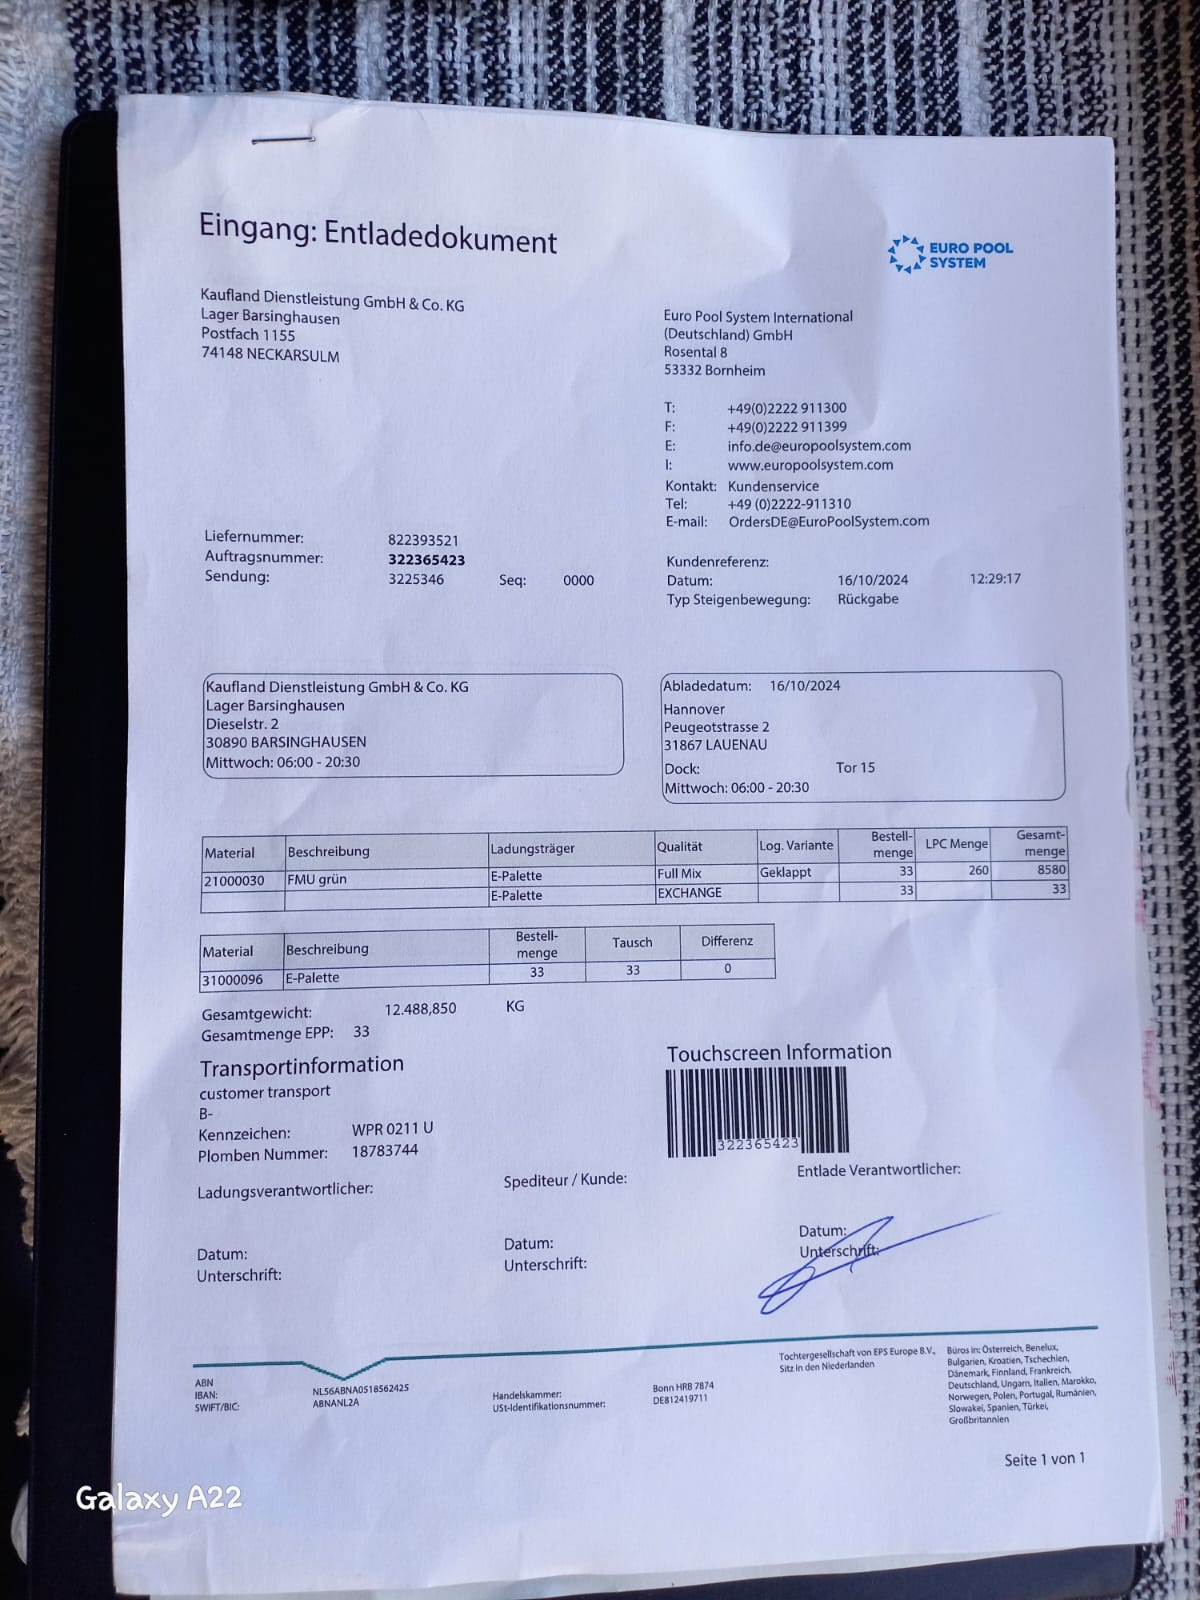 Eingang: Entladedokument
EURO POOL
SYSTEM
Kaufland Dienstleistung GmbH & Co. KG
Lager Barsinghausen
Postfach 1155
74148 NECKARSULM
Euro Pool System International
(Deutschland) GmbH
Rosental 8
53332 Bornheim
T: +49(0)2222 911300
F: +49(0)2222 911399
E: info.de@europoolsystem.com
I: www.europoolsystem.com
Kontakt: Kundenservice
Tel: +49 (0)2222-911310
E-mail: OrdersDE@EuroPoolSystem.com
Liefernummer: 822393521
Auftragsnummer: 322365423
Sendung: 3225346 Seq: 0000
Kundenreferenz:
Datum: 16/10/2024 12:29:17
Typ Steigenbewegung: Rückgabe
Kaufland Dienstleistung GmbH & Co. KG
Lager Barsinghausen
Dieselstr. 2
30890 BARSINGHAUSEN
Mittwoch: 06:00 - 20:30
Abladedatum: 16/10/2024
Hannover
Peugeotstrasse 2
31867 LAUENAU
Dock: Tor 15
Mittwoch: 06:00 - 20:30
Material Beschreibung Ladungsträger Qualität Log. Variante Bestell-menge LPC Menge Gesamt-menge
21000030 FMU grün E-Palette Full Mix Geklappt 33 260 8580
E-Palette EXCHANGE 33 33
Material Beschreibung Bestell-menge Tausch Differenz
31000096 E-Palette 33 33 0
Gesamtgewicht: 12.488,850 KG
Gesamtmenge EPP: 33
Transportinformation
customer transport
B-
Kennzeichen: WPR 0211 U
Plomben Nummer: 18783744
Touchscreen Information
322365423
Ladungsverantwortlicher:
Spediteur / Kunde:
Entlade Verantwortlicher:
Datum:
Unterschrift:
Datum:
Unterschrift:
Datum:
Unterschrift:
ABN
IBAN: NL56ABNA0518562425
SWIFT/BIC: ABNANL2A
Handelskammer: Bonn HRB 7874
USt-Identifikationsnummer: DE812419711
Tochtergesellschaft von EPS Europe B.V.,
Sitz in den Niederlanden
Büros in: Österreich, Benelux,
Bulgarien, Kroatien, Tschechien,
Dänemark, Finnland, Frankreich,
Deutschland, Ungarn, Italien, Marokko,
Norwegen, Polen, Portugal, Rumänien,
Slowakei, Spanien, Türkei,
Großbritannien
Seite 1 von 1
Galaxy A22